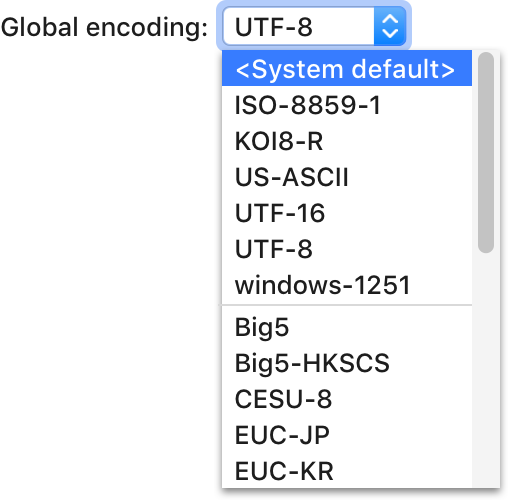 Global encoding: UTF-8
<System default>
ISO-8859-1
KOI8-R
US-ASCII
UTF-16
UTF-8
windows-1251
Big5
Big5-HKSCS
CESU-8
EUC-JP
EUC-KR